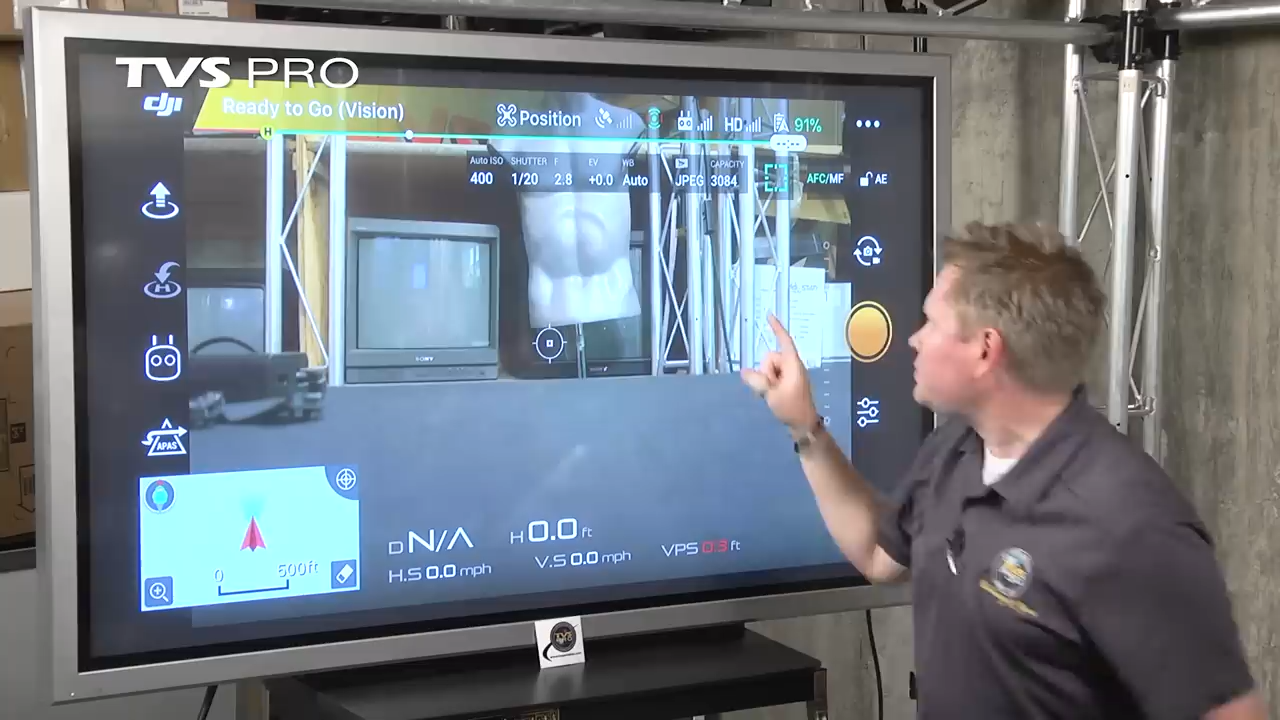 TVS PRO
dji
Ready to Go (Vision)
Position
HD
91%
H
Auto ISO
400
SHUTTER
1/20
F
2.8
EV
+0.0
WB
Auto
JPEG
CAPACITY
3084
AFC/MF
AE
SONY
H
APAS
0
500ft
D N/A
H 0.0 ft
H.S 0.0 mph
V.S 0.0 mph
VPS 0.3 ft
TVS